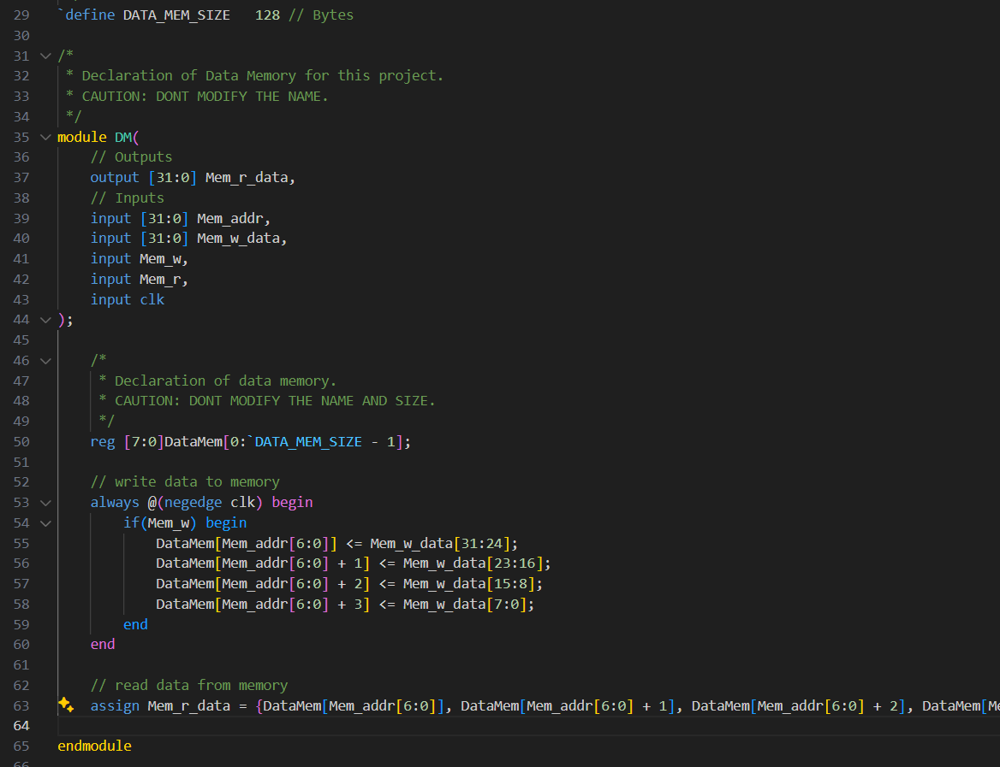 29 `define DATA_MEM_SIZE   128 // Bytes
30
31 /*
32  * Declaration of Data Memory for this project.
33  * CAUTION: DONT MODIFY THE NAME.
34  */
35 module DM(
36     // Outputs
37     output [31:0] Mem_r_data,
38     // Inputs
39     input [31:0] Mem_addr,
40     input [31:0] Mem_w_data,
41     input Mem_w,
42     input Mem_r,
43     input clk
44 );
45
46     /*
47      * Declaration of data memory.
48      * CAUTION: DONT MODIFY THE NAME AND SIZE.
49      */
50     reg [7:0]DataMem[0:`DATA_MEM_SIZE - 1];
51
52     // write data to memory
53     always @(negedge clk) begin
54         if(Mem_w) begin
55             DataMem[Mem_addr[6:0]] <= Mem_w_data[31:24];
56             DataMem[Mem_addr[6:0] + 1] <= Mem_w_data[23:16];
57             DataMem[Mem_addr[6:0] + 2] <= Mem_w_data[15:8];
58             DataMem[Mem_addr[6:0] + 3] <= Mem_w_data[7:0];
59         end
60     end
61
62     // read data from memory
63     assign Mem_r_data = {DataMem[Mem_addr[6:0]], DataMem[Mem_addr[6:0] + 1], DataMem[Mem_addr[6:0] + 2], DataMem[Me
64
65 endmodule
66